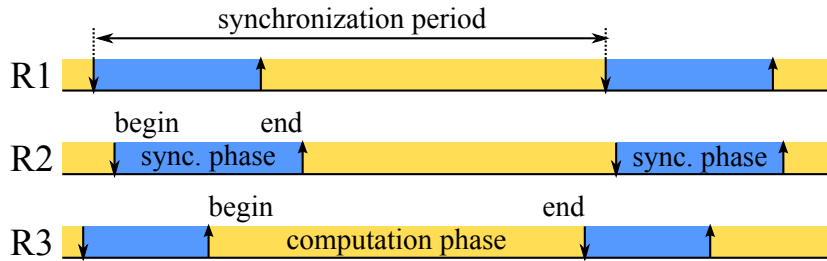 synchronization period
R1
begin end
R2 sync. phase sync. phase
begin end
R3 computation phase